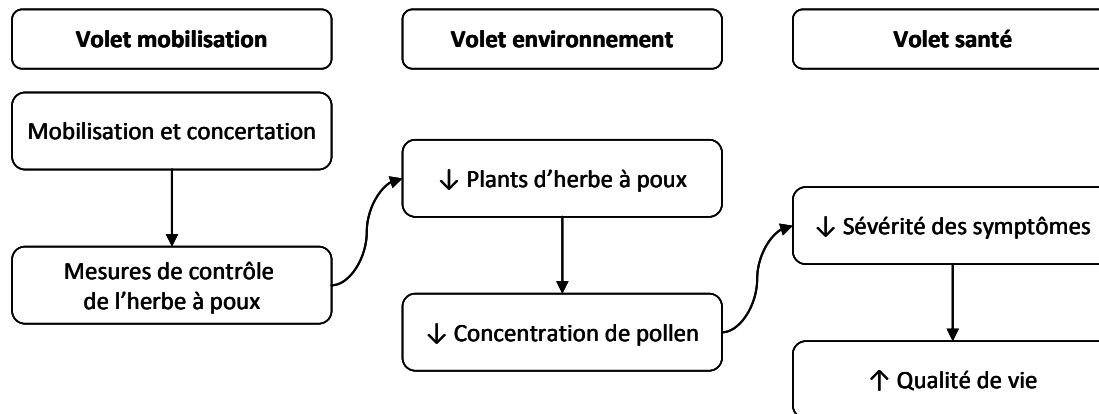 Volet mobilisation
Volet environnement
Volet santé
Mobilisation et concertation
Mesures de contrôle
de l’herbe à poux
↓ Plants d’herbe à poux
↓ Concentration de pollen
↓ Sévérité des symptômes
↑ Qualité de vie